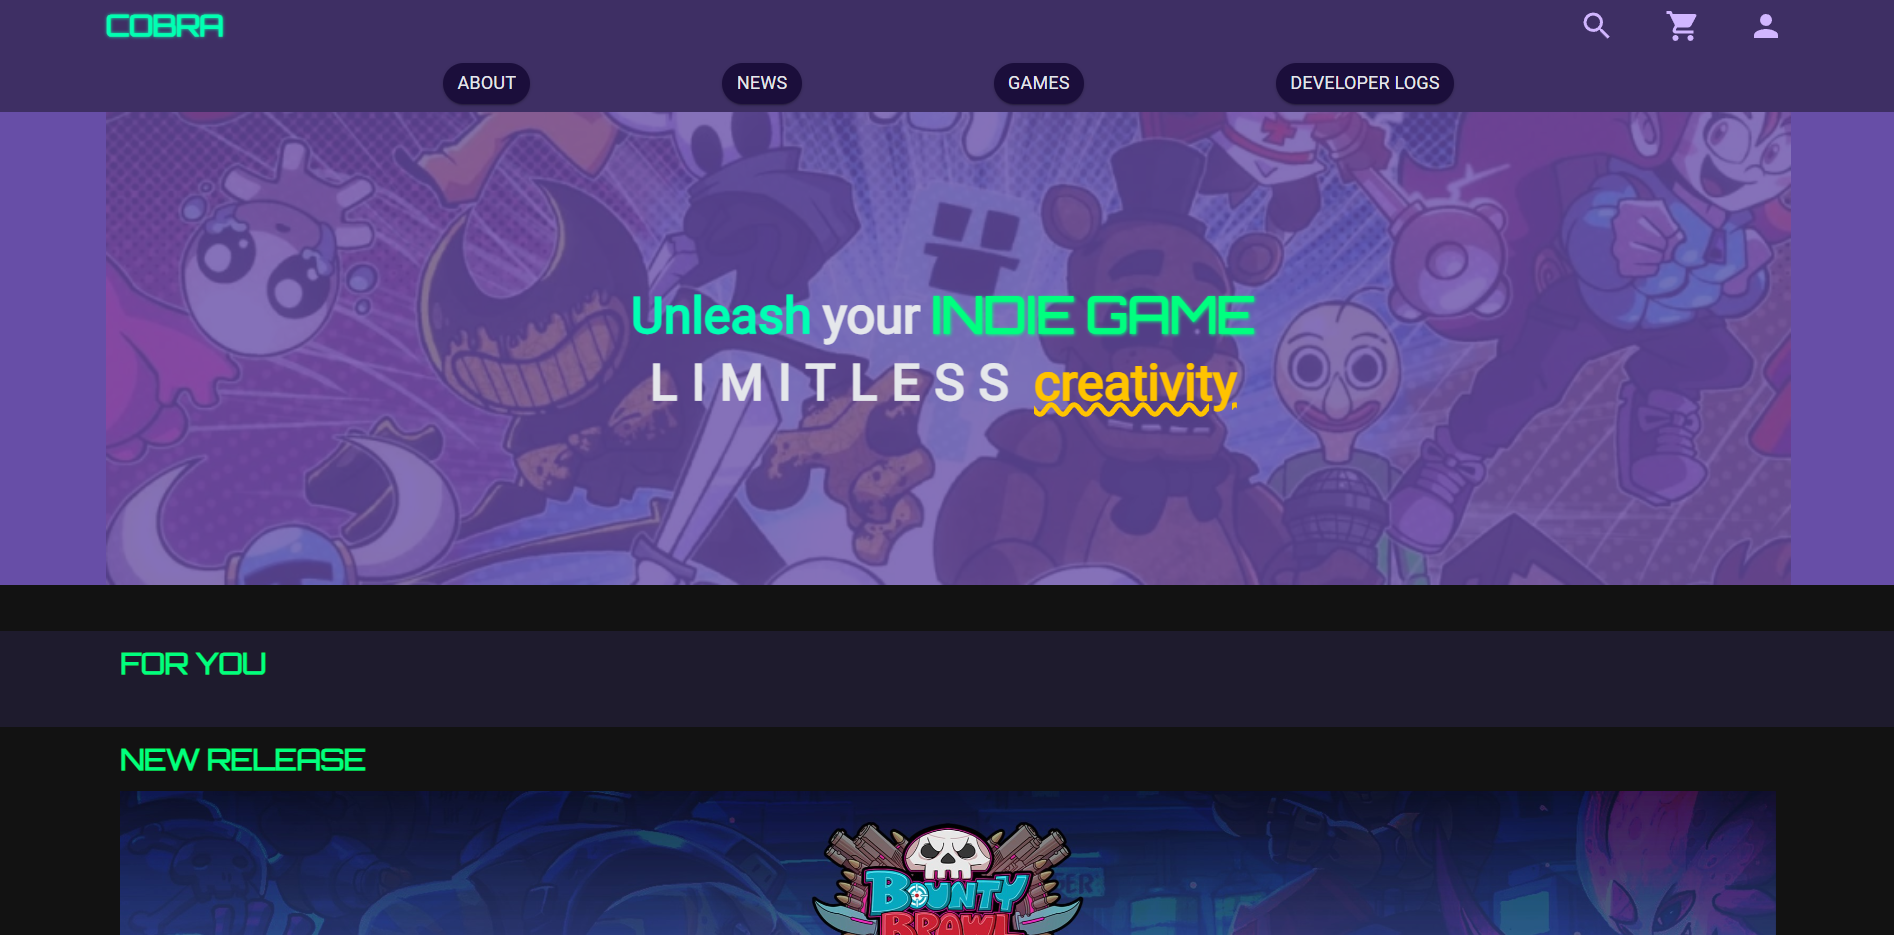 COBRA
ABOUT NEWS GAMES DEVELOPER LOGS
Unleash your INDIE GAME
LIMITLESS creativity
FOR YOU
NEW RELEASE
BOUNTY
BRAWL